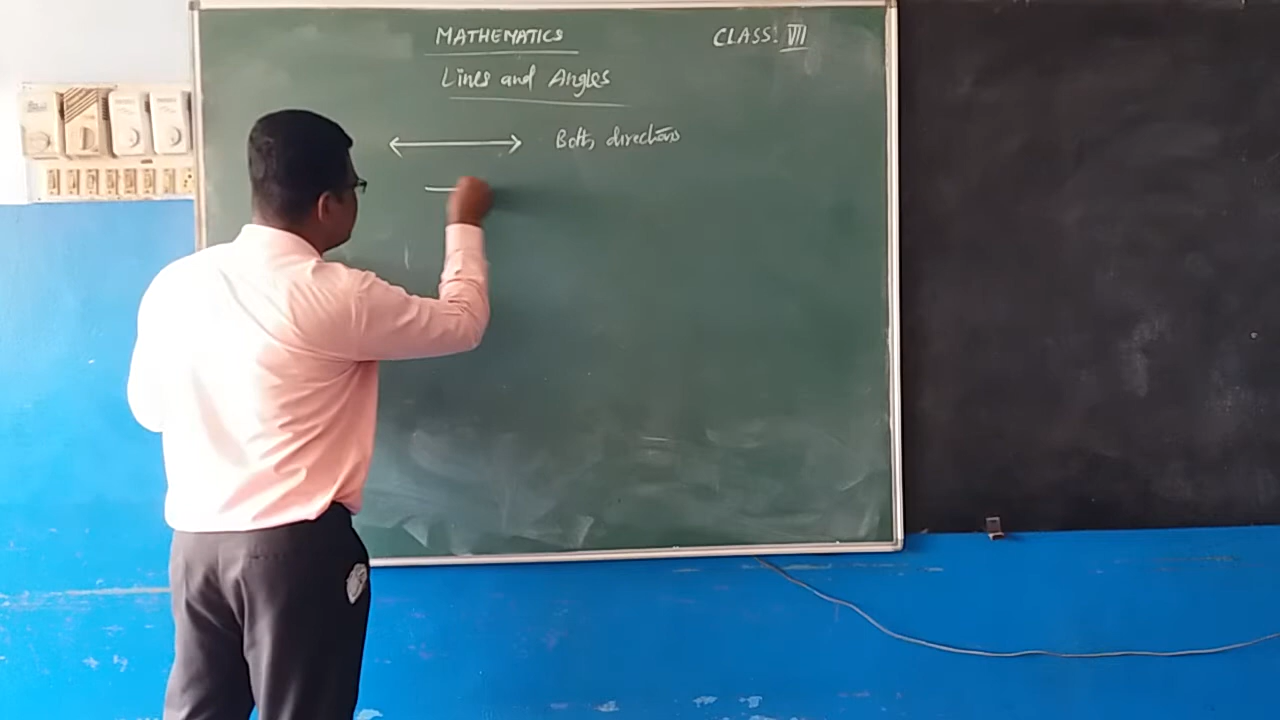 MATHEMATICS
CLASS: VII
Lines and Angles
Both directions